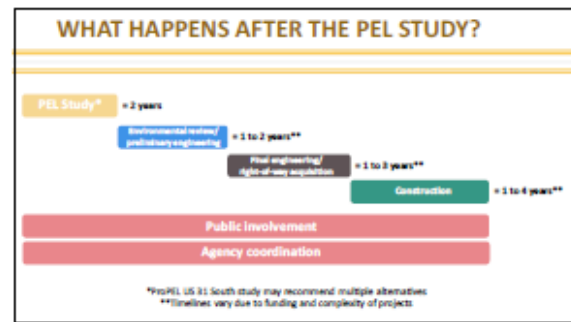 WHAT HAPPENS AFTER THE PEL STUDY?
PEL Study*
≈ 2 years
Environmental review/
preliminary engineering
≈ 1 to 2 years**
Final engineering/
right-of-way acquisition
≈ 1 to 3 years**
Construction
≈ 1 to 4 years**
Public involvement
Agency coordination
*ProPEL US 31 South study may recommend multiple alternatives
**Timelines vary due to funding and complexity of projects